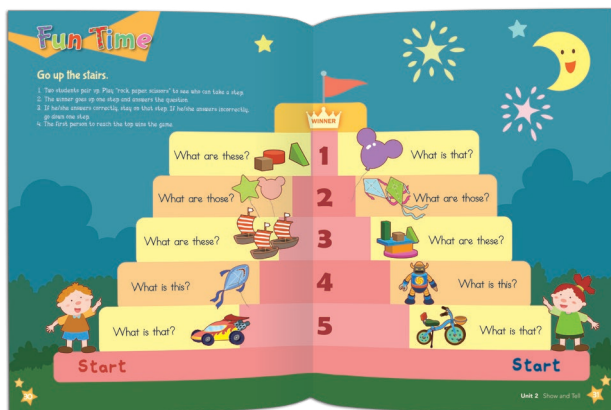 Fun Time
Go up the stairs.
1. Two students pair up. Play "rock, paper, scissors" to see who can take a step.
2. The winner goes up one step and answers the question.
3. If he/she answers correctly, stay on that step. If he/she answers incorrectly,
go down one step.
4. The first person to reach the top wins the game.
WINNER
What are these? 1 What is that?
What are those? 2 What are those?
What are these? 3 What are these?
What is this? 4 What is this?
What is that? 5 What is that?
Start Start
30 Unit 2 Show and Tell 31